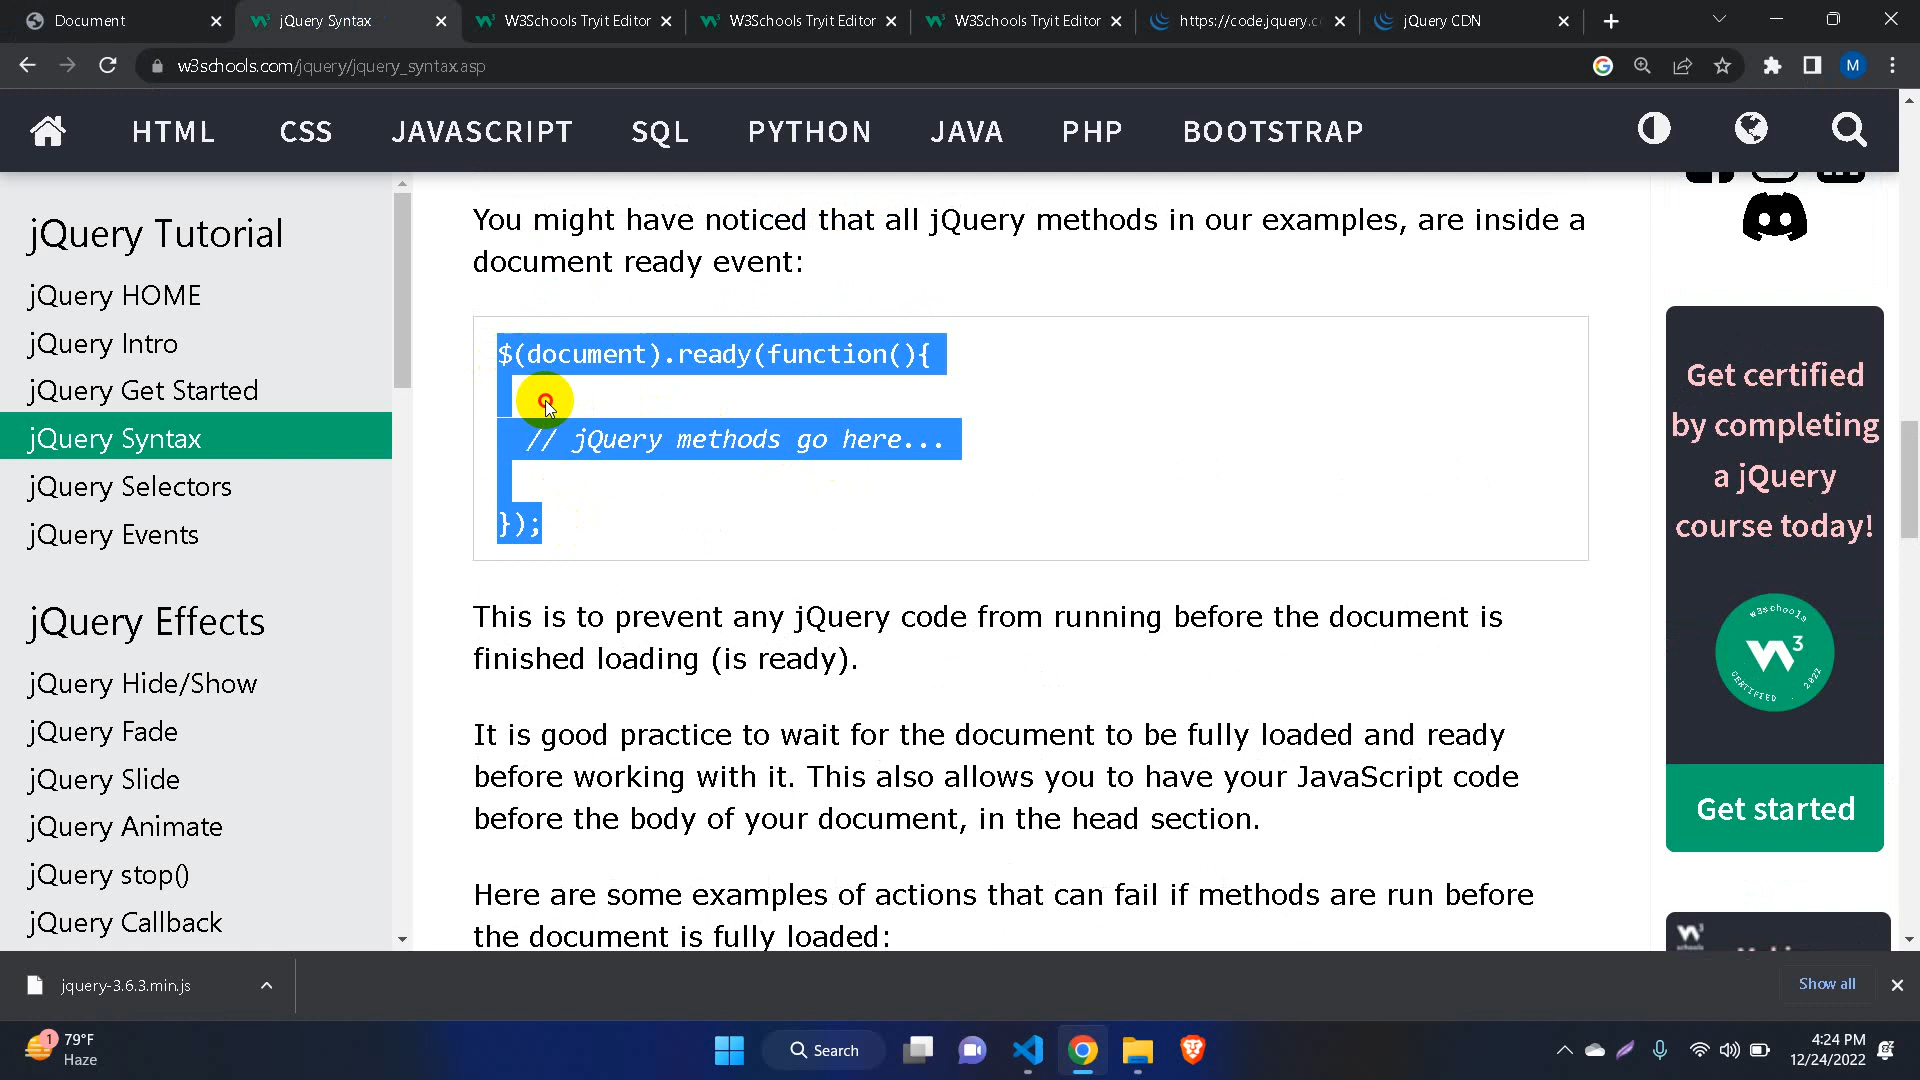 Document
jQuery Syntax
W3Schools Tryit Editor
W3Schools Tryit Editor
W3Schools Tryit Editor
https://code.jquery.c
jQuery CDN
w3schools.com/jquery/jquery_syntax.asp
M
HTML CSS JAVASCRIPT SQL PYTHON JAVA PHP BOOTSTRAP
jQuery Tutorial
jQuery HOME
jQuery Intro
jQuery Get Started
jQuery Syntax
jQuery Selectors
jQuery Events
jQuery Effects
jQuery Hide/Show
jQuery Fade
jQuery Slide
jQuery Animate
jQuery stop()
jQuery Callback
You might have noticed that all jQuery methods in our examples, are inside a
document ready event:
$(document).ready(function(){
// jQuery methods go here...
});
This is to prevent any jQuery code from running before the document is
finished loading (is ready).
It is good practice to wait for the document to be fully loaded and ready
before working with it. This also allows you to have your JavaScript code
before the body of your document, in the head section.
Here are some examples of actions that can fail if methods are run before
the document is fully loaded:
Get certified
by completing
a jQuery
course today!
w3schools
W3
CERTIFIED . 2022
Get started
jquery-3.6.3.min.js
Show all
1
79°F
Haze
Search
4:24 PM
12/24/2022